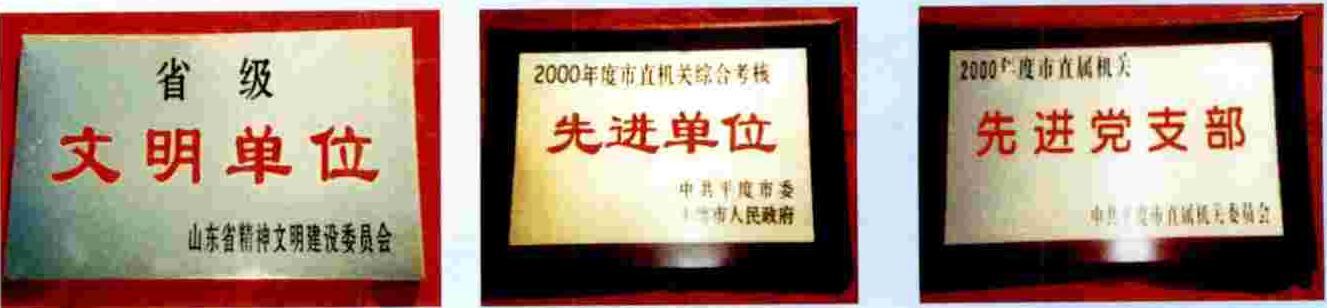 省级
文明单位
山东省精神文明建设委员会
2000年度市直机关综合考核
先进单位
中共平度市委
平度市人民政府
2000年度市直属机关
先进党支部
中共平度市直属机关委员会